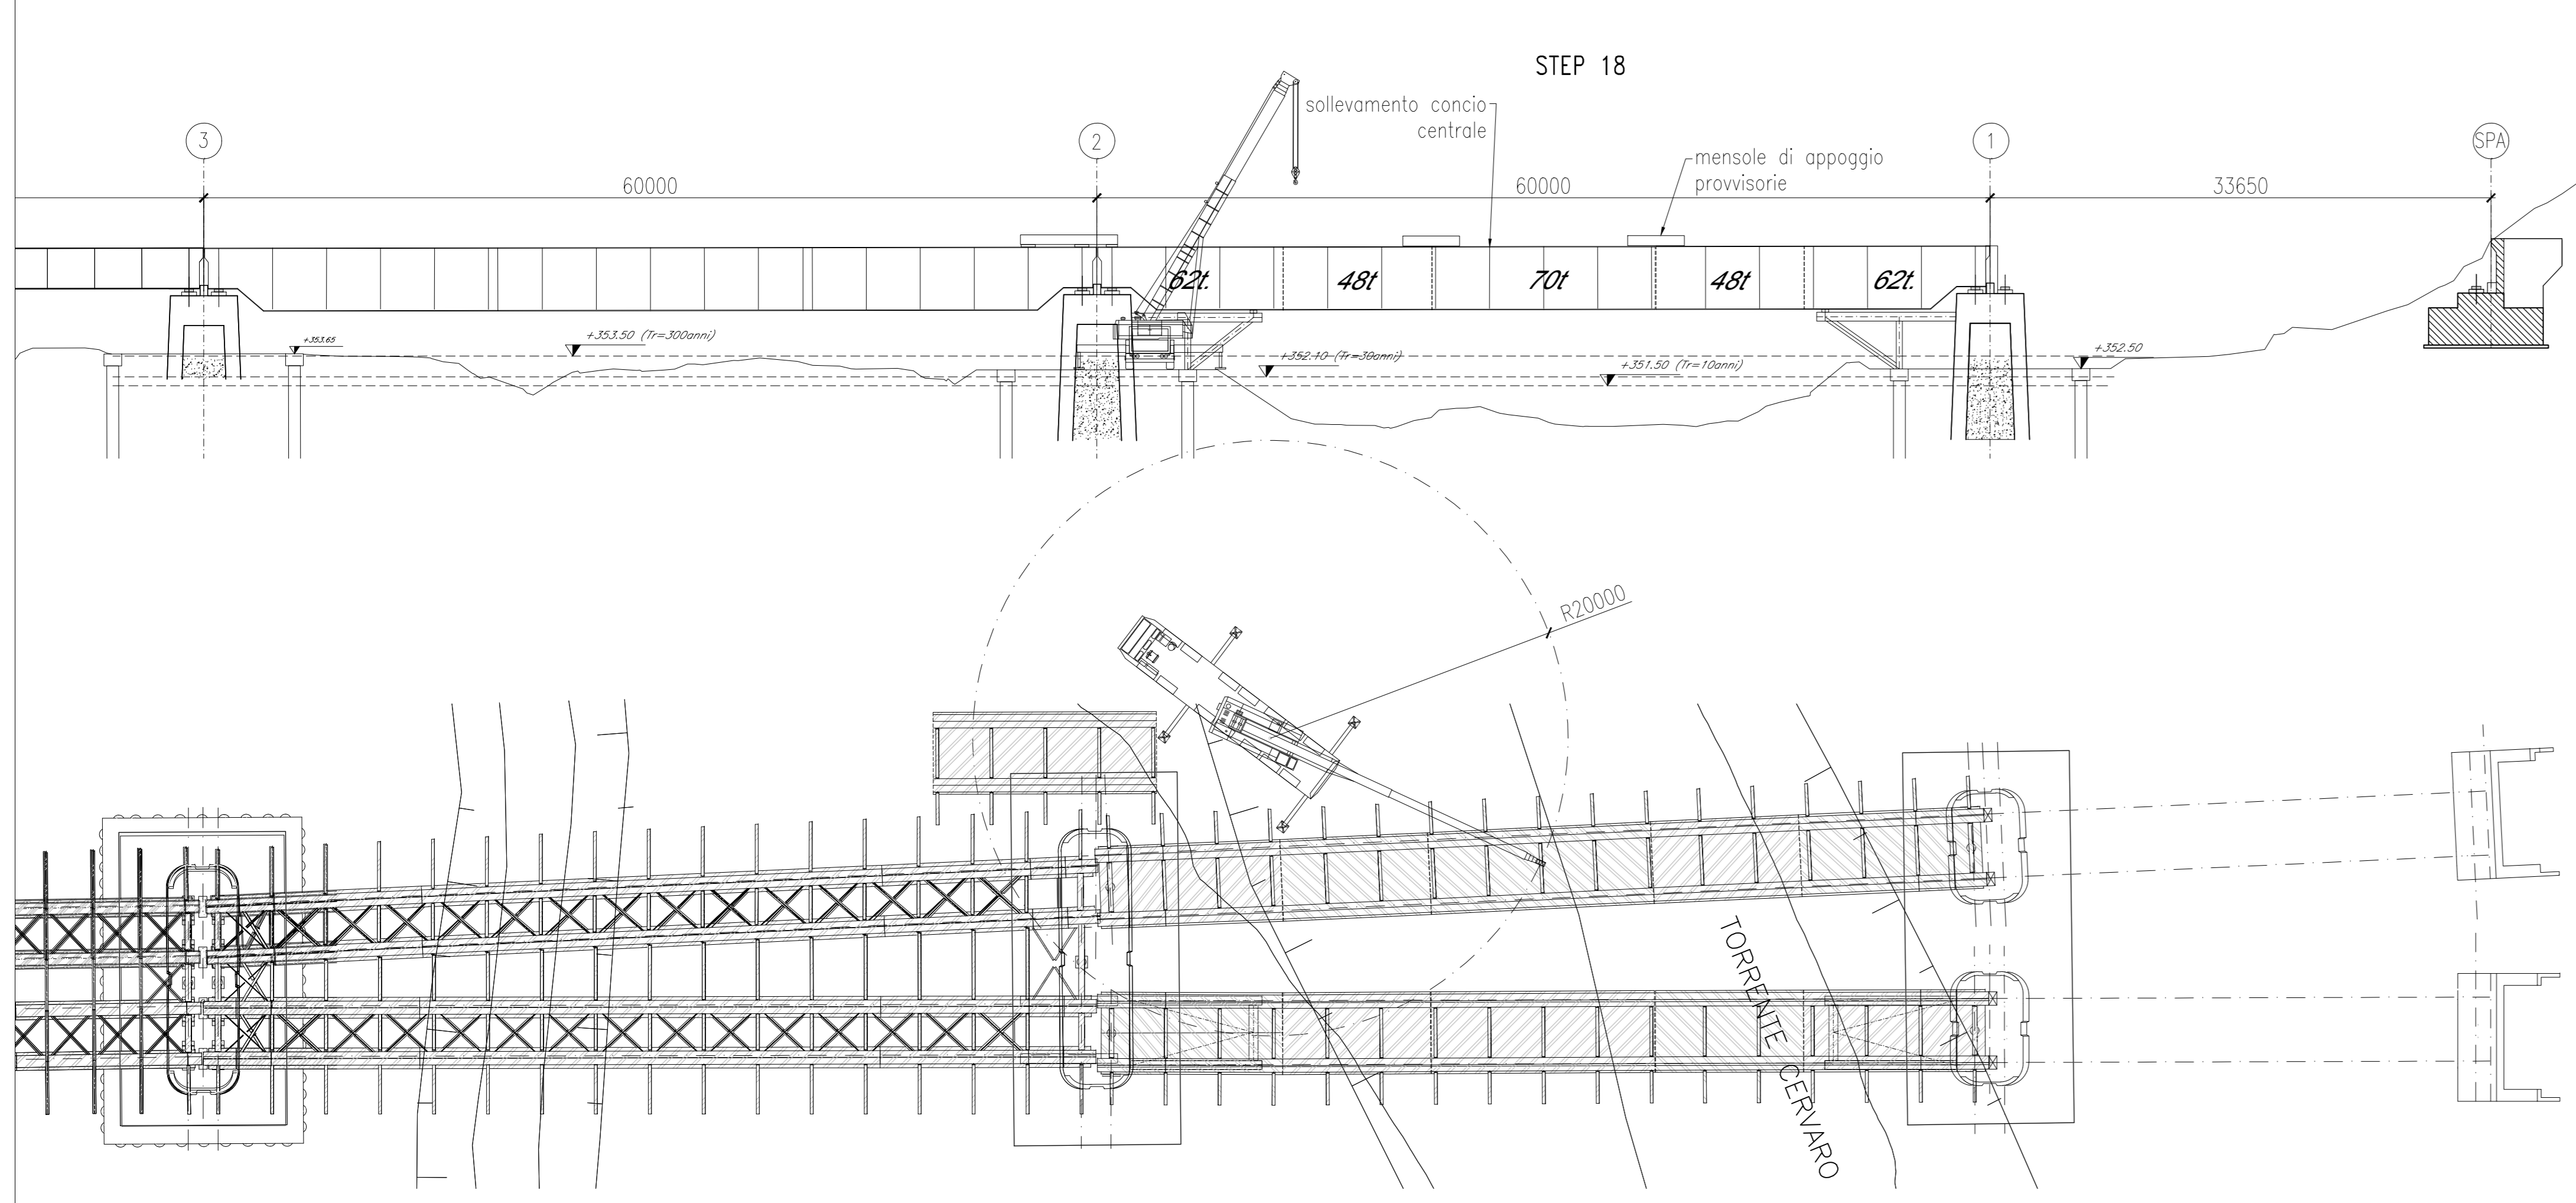 STEP 18
sollevamento concio
centrale
3
2
1
SPA
mensole di appoggio
provvisorie
60000
60000
33650
62t.
48t
70t
48t
62t.
+353.65
+353.50 (Tr=300anni)
+352.10 (Tr=30anni)
+351.50 (Tr=10anni)
+352.50
R20000
TORRENTE CERVARO